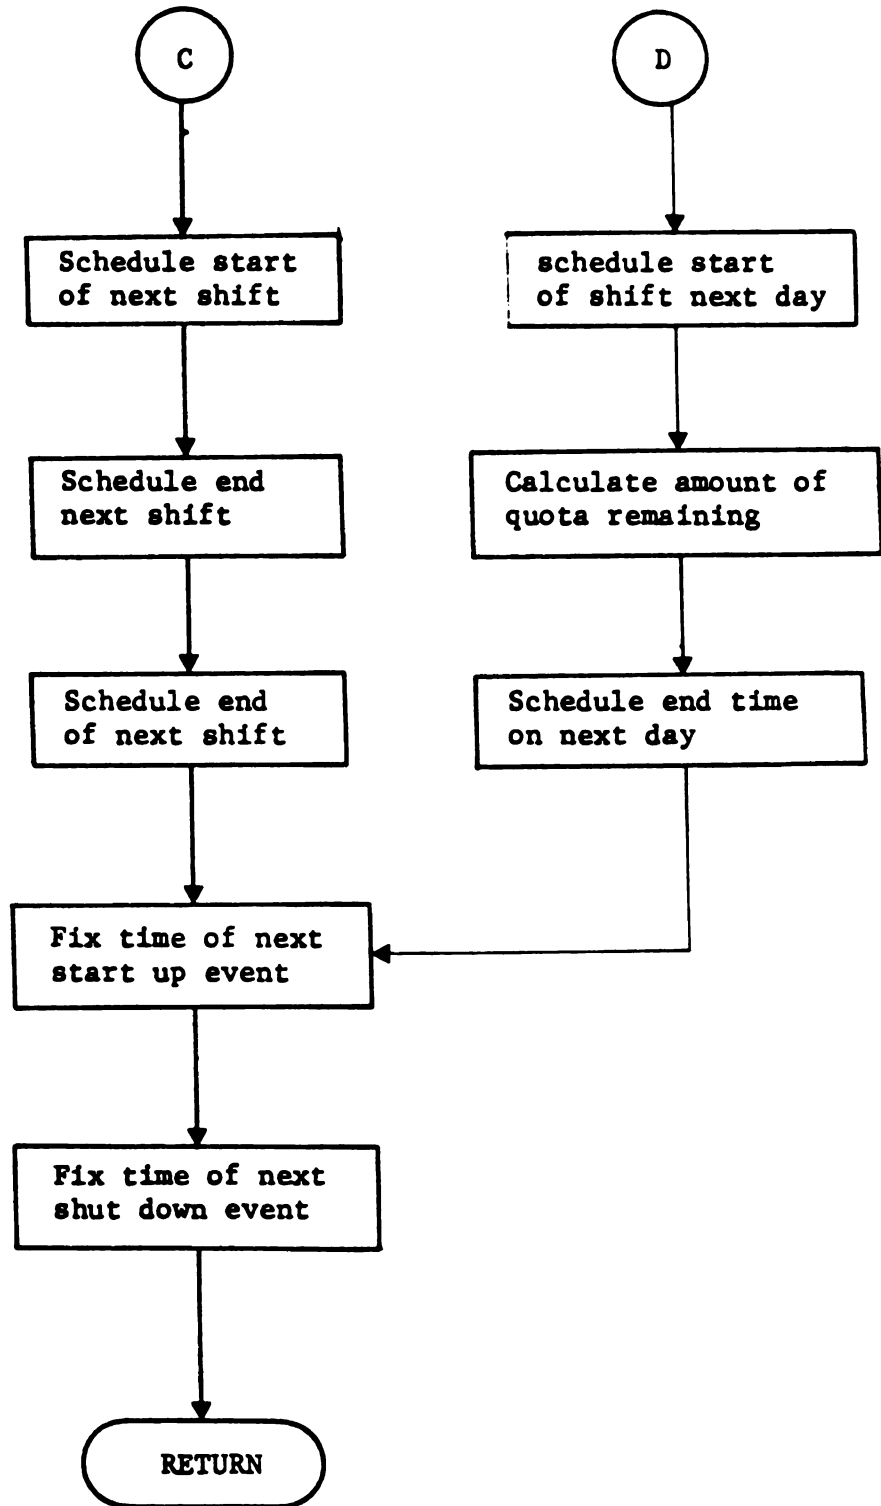 C
Schedule start
of next shift
Schedule end
next shift
Schedule end
of next shift
Fix time of next
start up event
Fix time of next
shut down event
RETURN
D
schedule start
of shift next day
Calculate amount of
quota remaining
Schedule end time
on next day